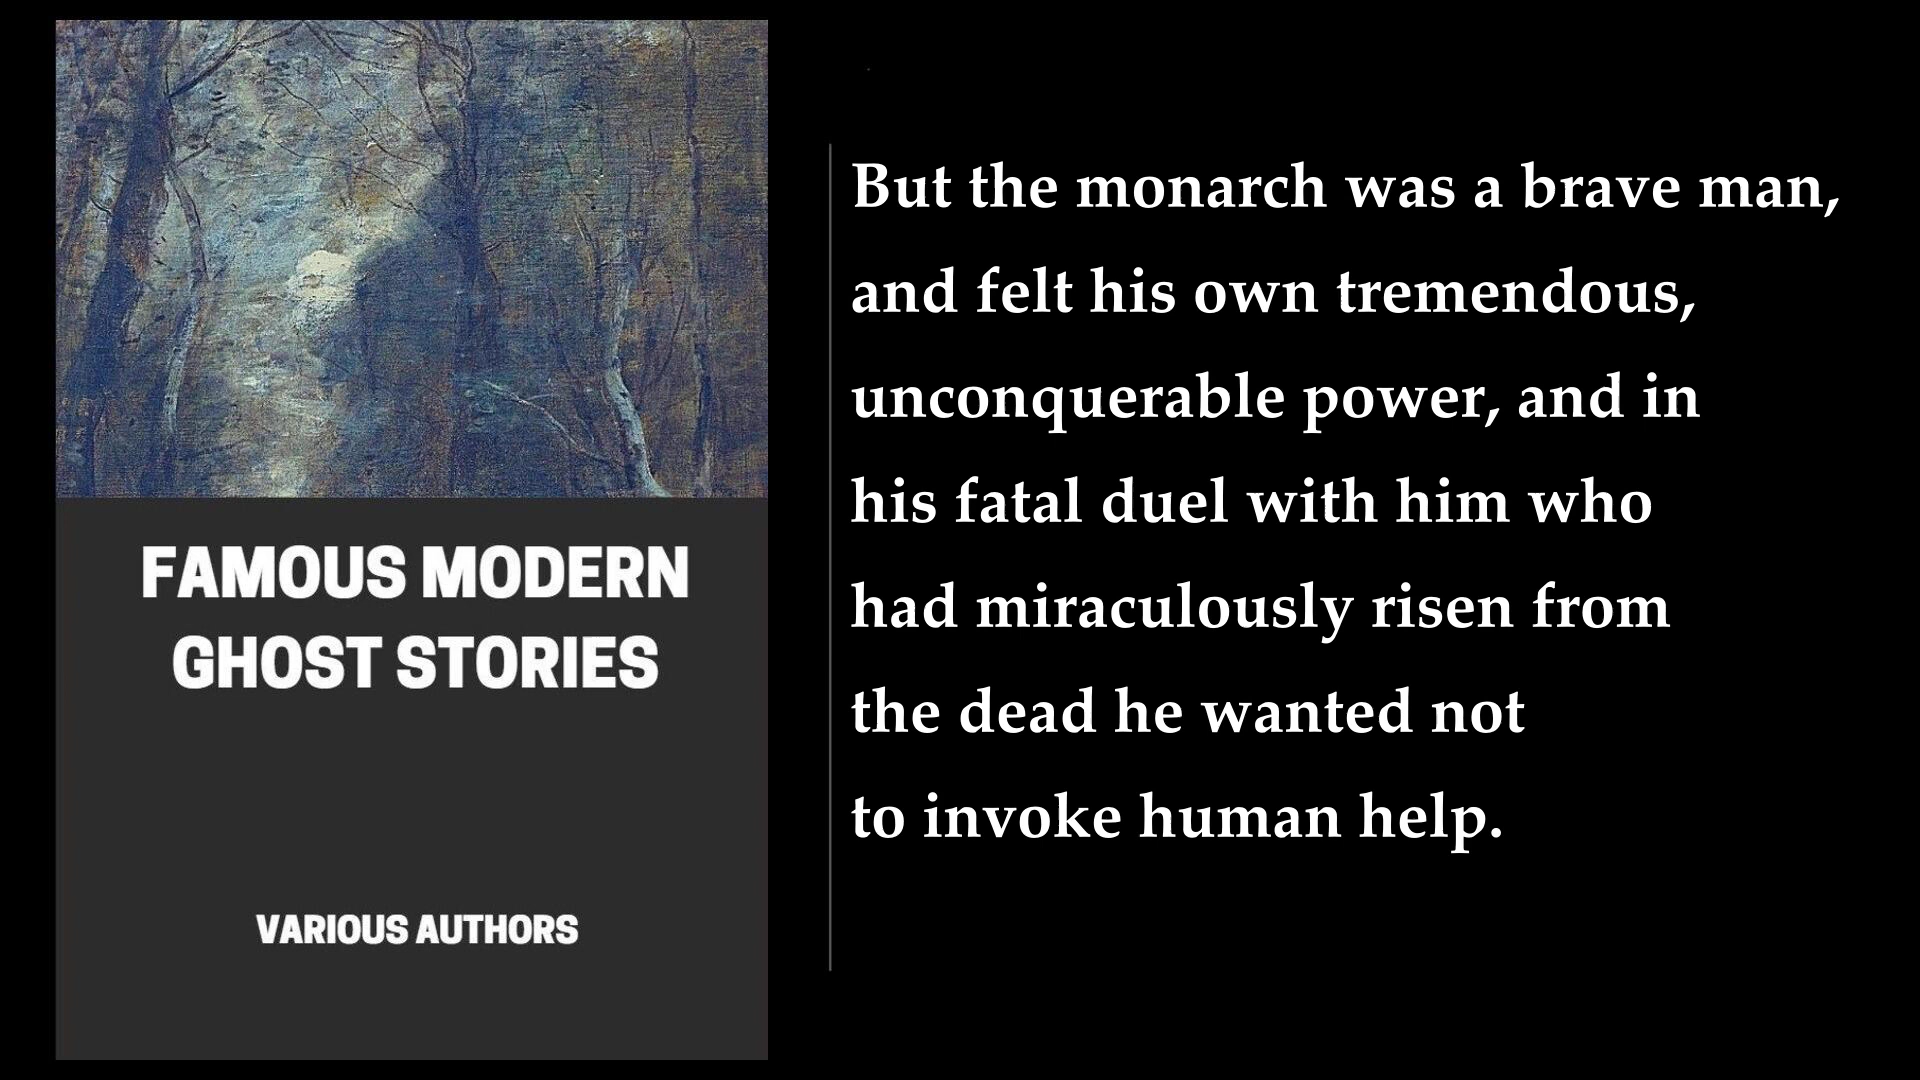 FAMOUS MODERN
GHOST STORIES
VARIOUS AUTHORS
But the monarch was a brave man,
and felt his own tremendous,
unconquerable power, and in
his fatal duel with him who
had miraculously risen from
the dead he wanted not
to invoke human help.